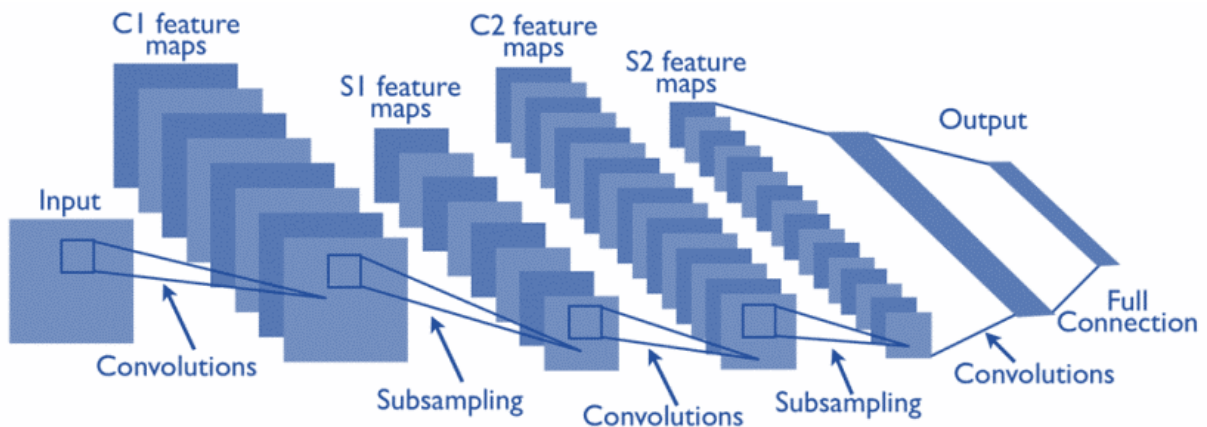 C1 feature
maps
S1 feature
maps
C2 feature
maps
S2 feature
maps
Output
Input
Convolutions
Subsampling
Convolutions
Subsampling
Convolutions
Full
Connection